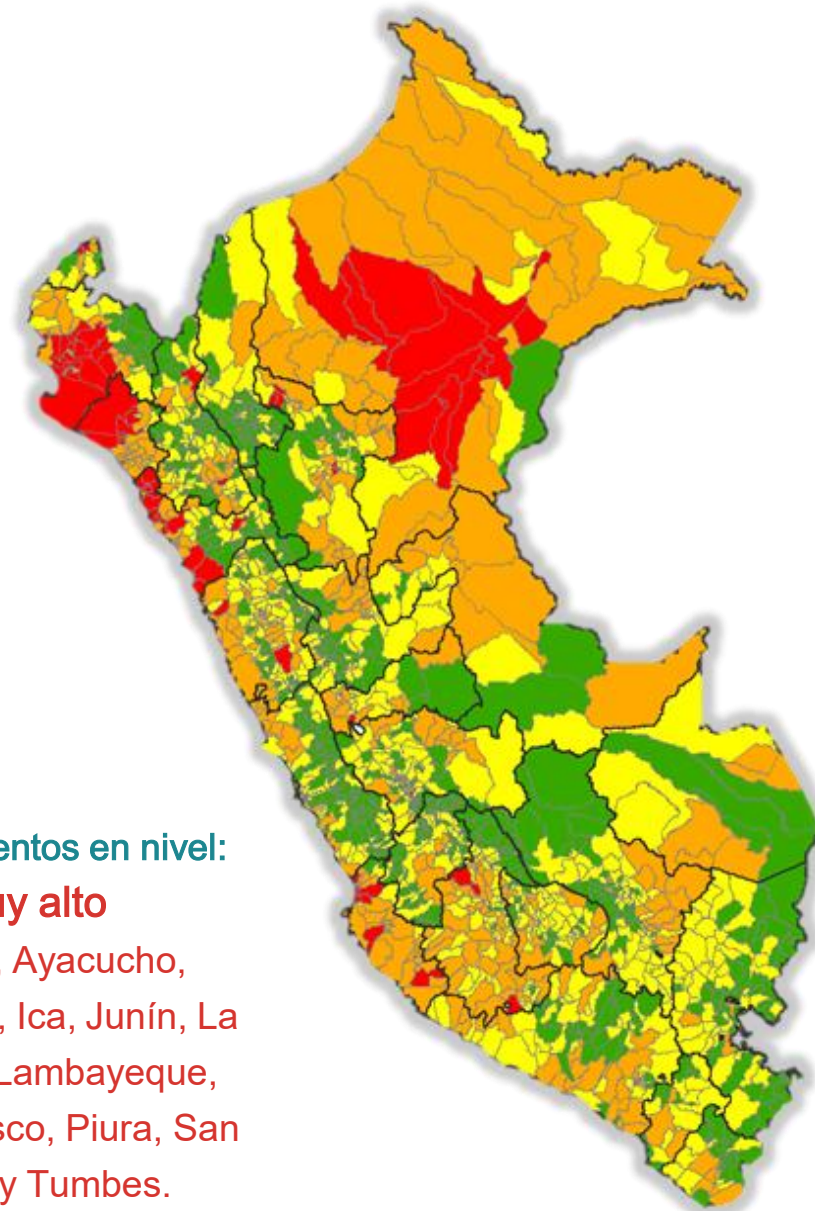 entos en nivel:
uy alto
, Ayacucho,
, Ica, Junín, La
Lambayeque,
sco, Piura, San
y Tumbes.